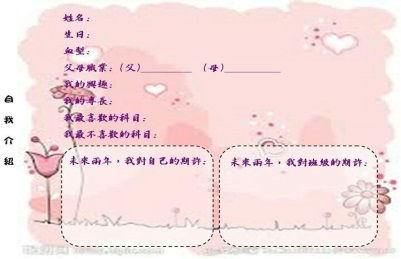 自我介紹
姓名：
生日：
血型：
父母職業：(父)________ (母)_________
我的興趣：
我的專長：
我最喜歡的科目：
我最不喜歡的科目：
未來兩年，我對自己的期許：
未來兩年，我對班級的期許：